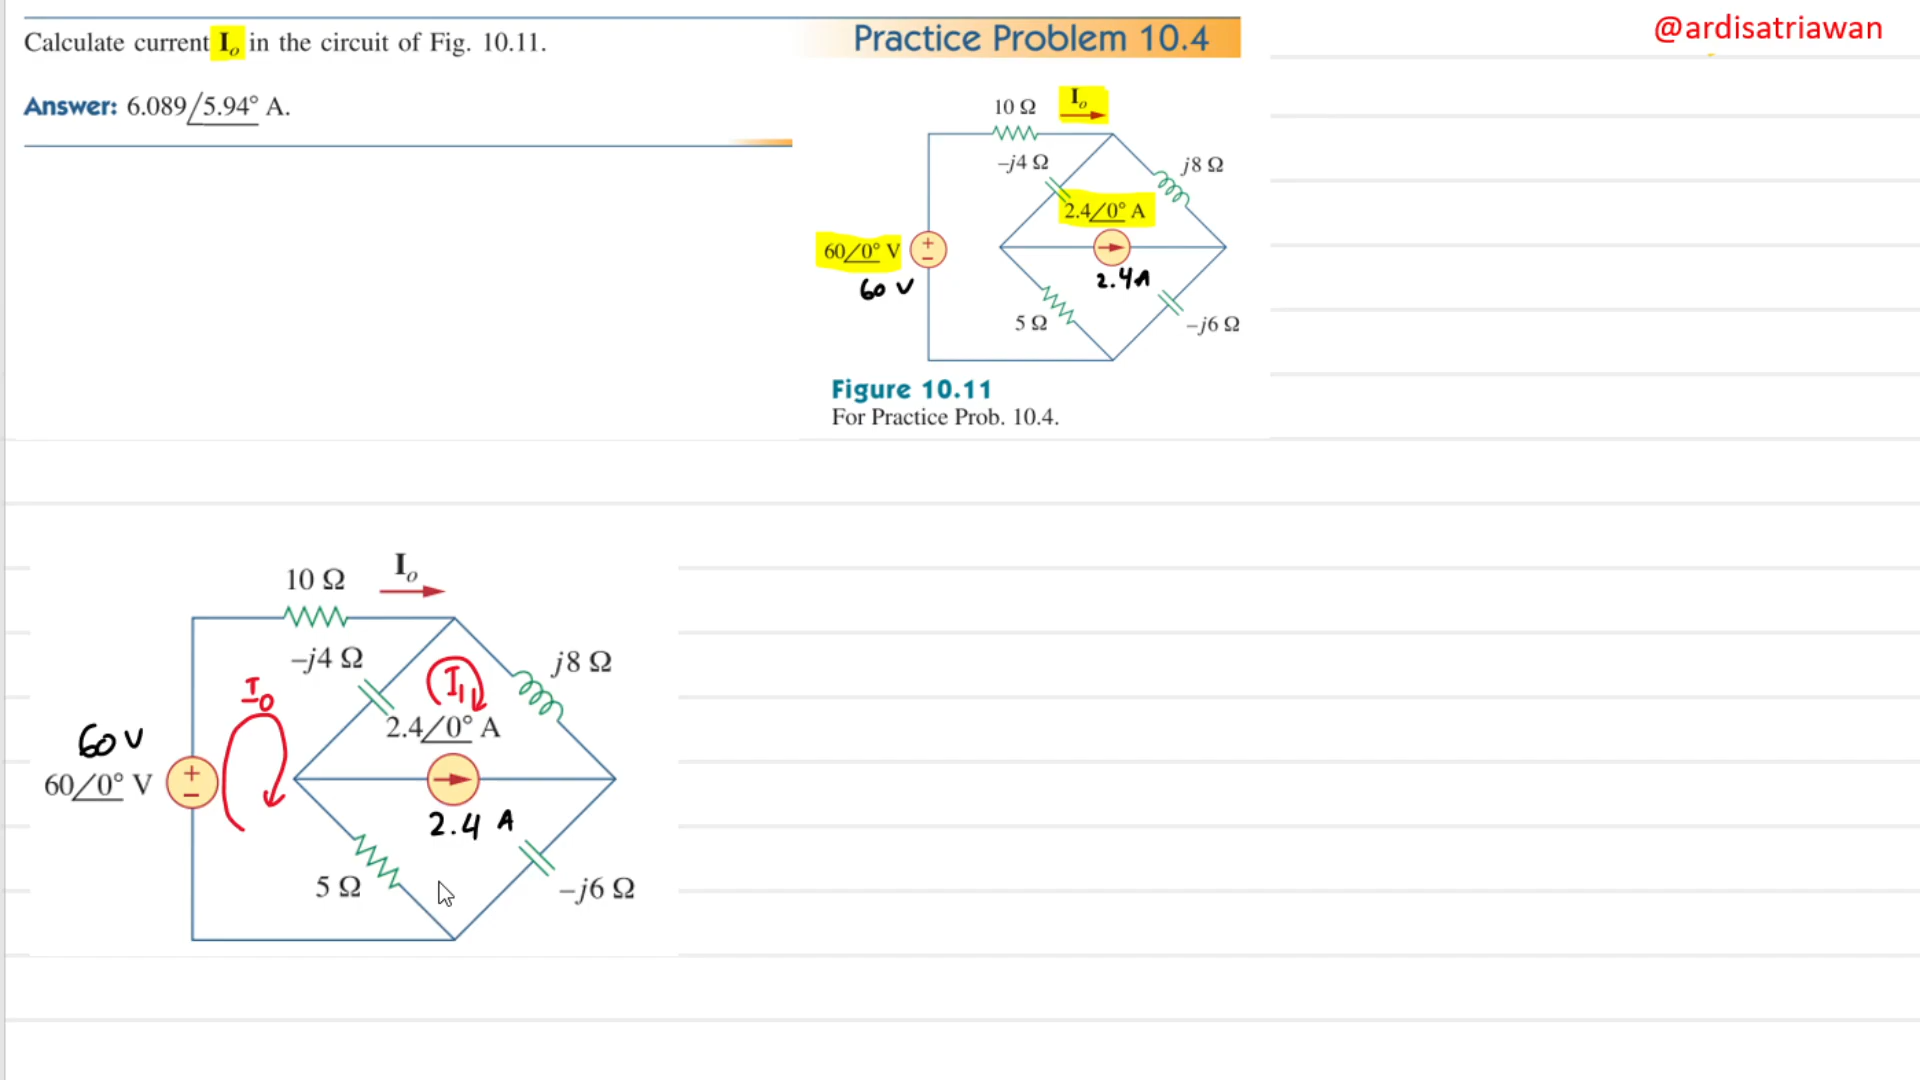 Calculate current I_o in the circuit of Fig. 10.11.
Practice Problem 10.4
@ardisatriawan
Answer: 6.089/5.94° A.
10 Ω
I_o
−j4 Ω
j8 Ω
2.4/0° A
60/0° V
+
−
60 V
2.4A
5 Ω
−j6 Ω
Figure 10.11
For Practice Prob. 10.4.
10 Ω
I_o
−j4 Ω
j8 Ω
I_0
I_1
2.4/0° A
60 V
60/0° V
+
−
2.4 A
5 Ω
−j6 Ω